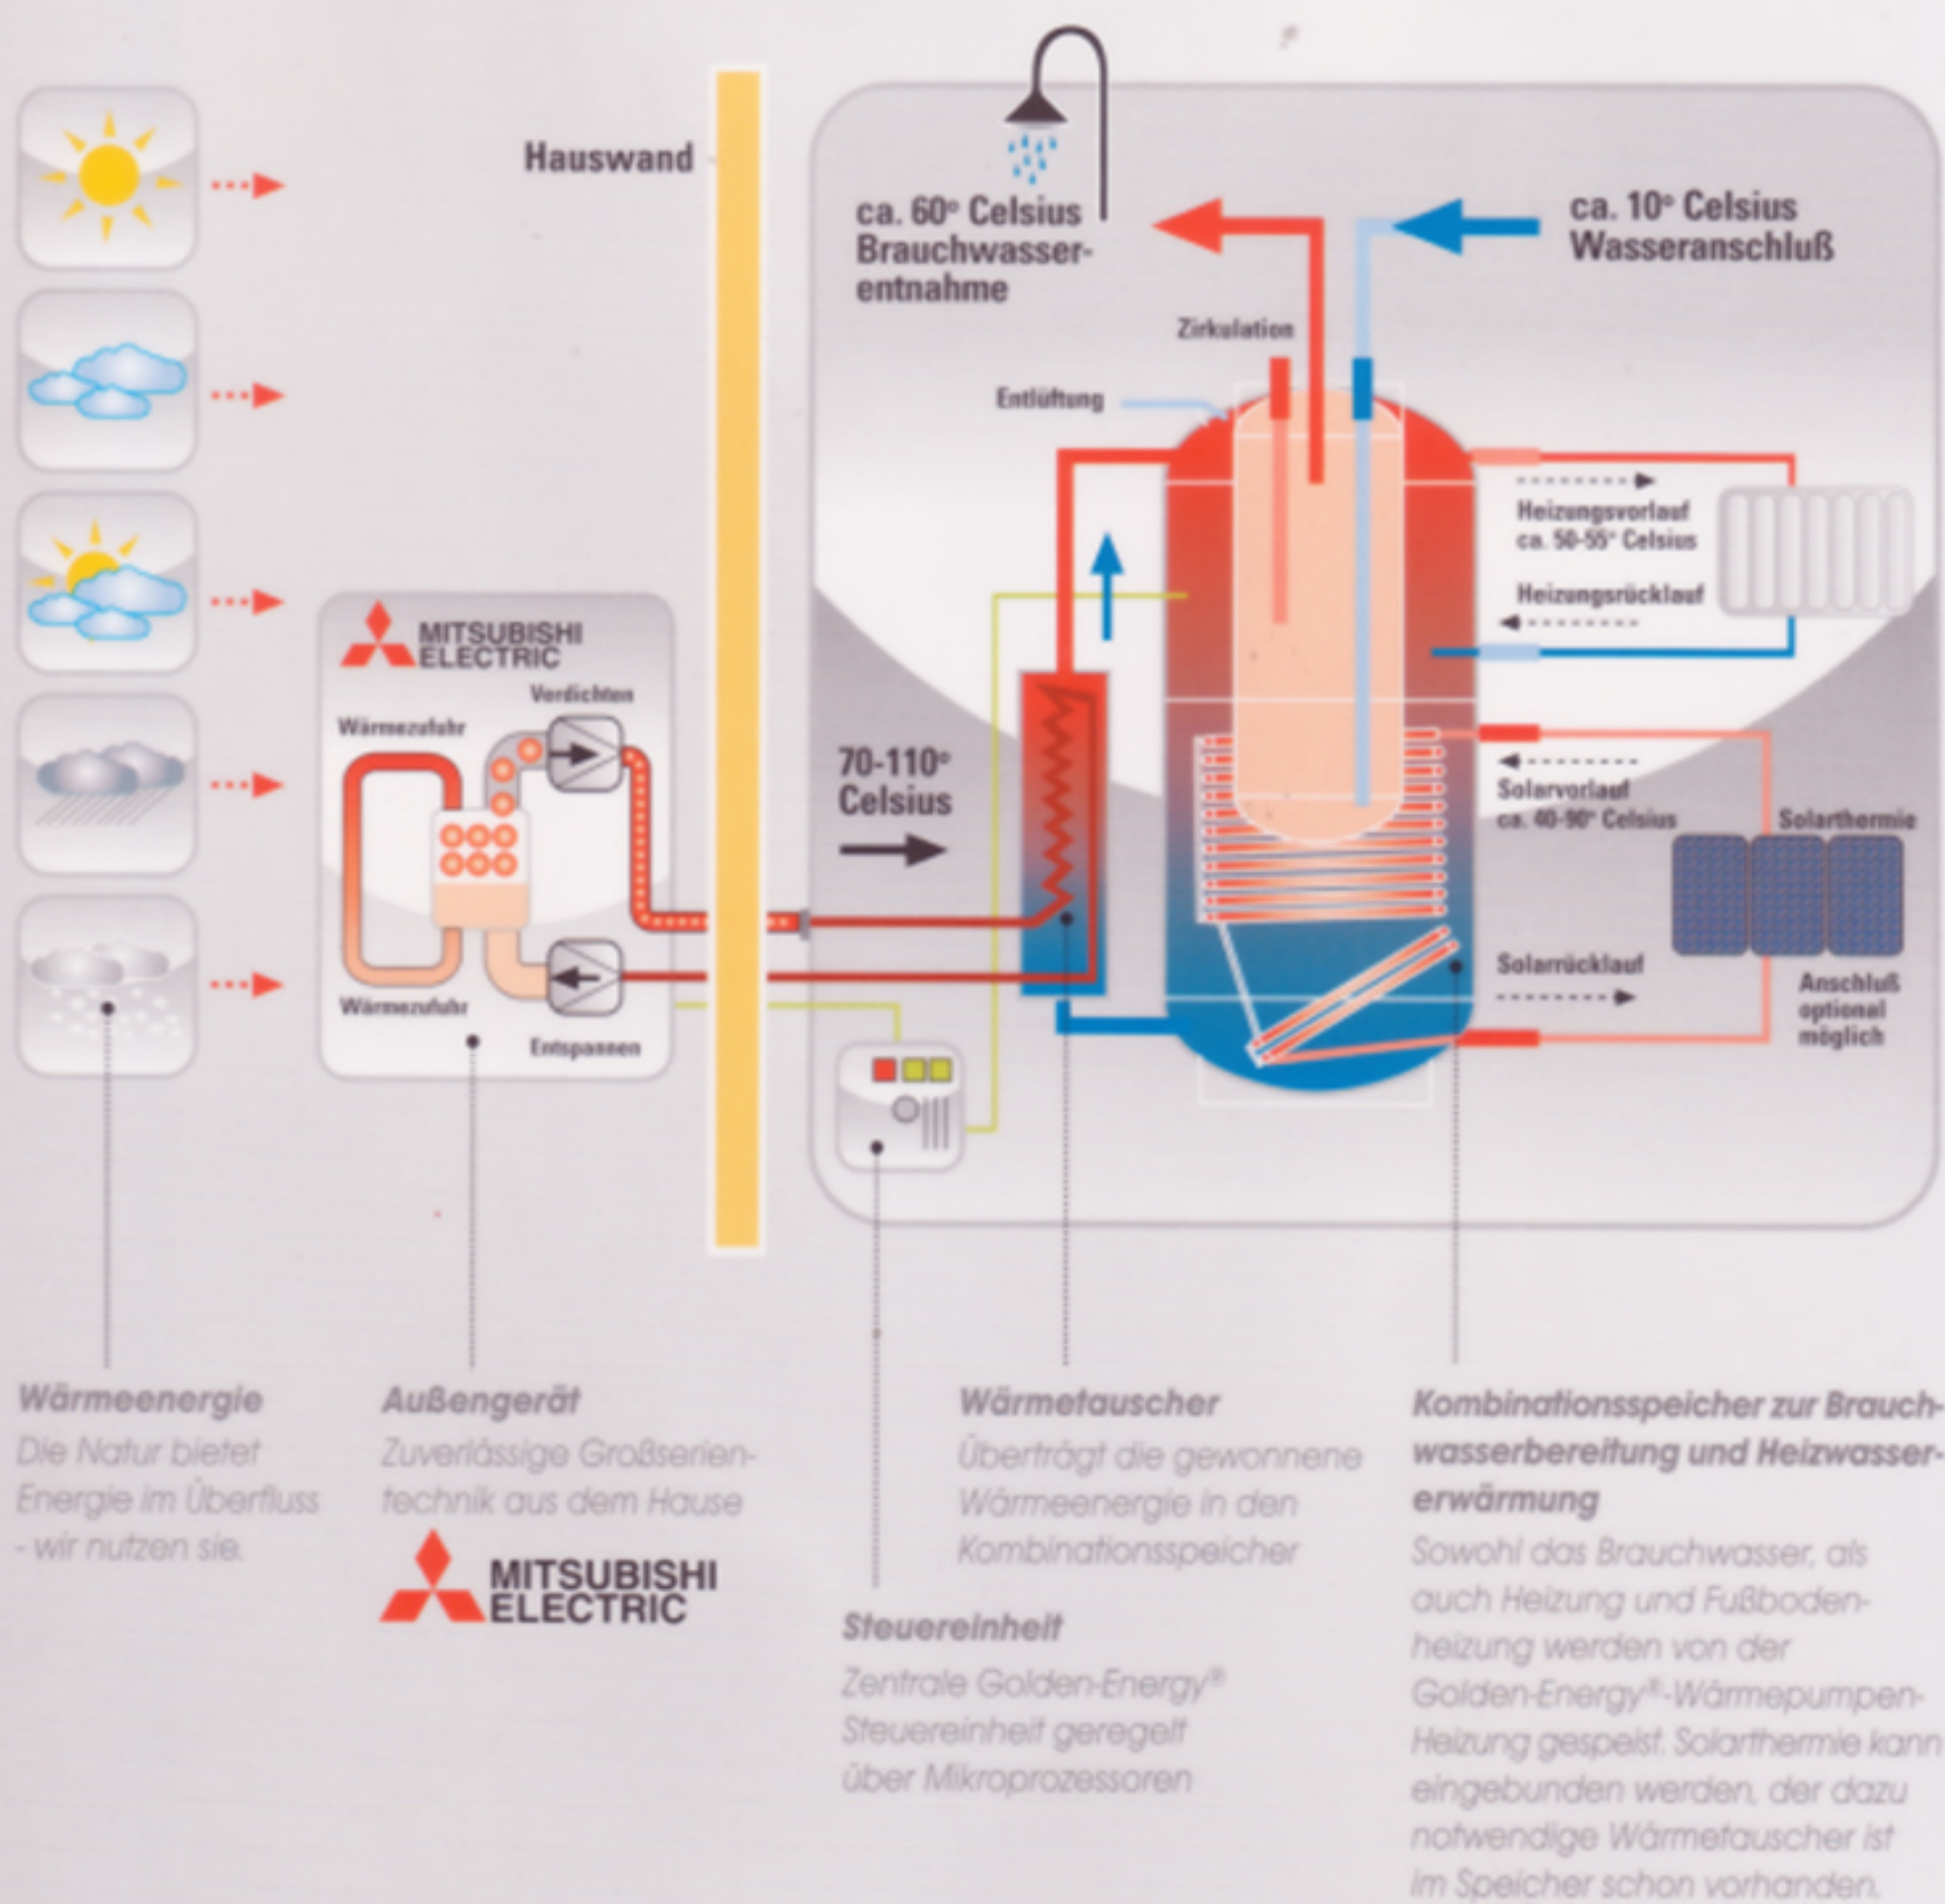 Hauswand
ca. 60° Celsius
Brauchwasser-
entnahme
ca. 10° Celsius
Wasseranschluß
Zirkulation
Entlüftung
Heizungsvorlauf
ca. 50-55° Celsius
Heizungsrücklauf
MITSUBISHI
ELECTRIC
Verdichten
Wärmezufuhr
70-110°
Celsius
Solarvorlauf
ca. 40-90° Celsius
Solarthermie
Solarrücklauf
Anschluß
optional
möglich
Wärmezufuhr
Entspannen
Wärmeenergie
Die Natur bietet
Energie im Überfluss
- wir nutzen sie.
Außengerät
Zuverlässige Großserien-
technik aus dem Hause
MITSUBISHI
ELECTRIC
Steuereinheit
Zentrale Golden-Energy®
Steuereinheit geregelt
über Mikroprozessoren
Wärmetauscher
Überträgt die gewonnene
Wärmeenergie in den
Kombinationsspeicher
Kombinationsspeicher zur Brauch-
wasserbereitung und Heizwasser-
erwärmung
Sowohl das Brauchwasser, als
auch Heizung und Fußboden-
heizung werden von der
Golden-Energy®-Wärmepumpen-
Heizung gespeist. Solarthermie kann
eingebunden werden, der dazu
notwendige Wärmetauscher ist
im Speicher schon vorhanden.